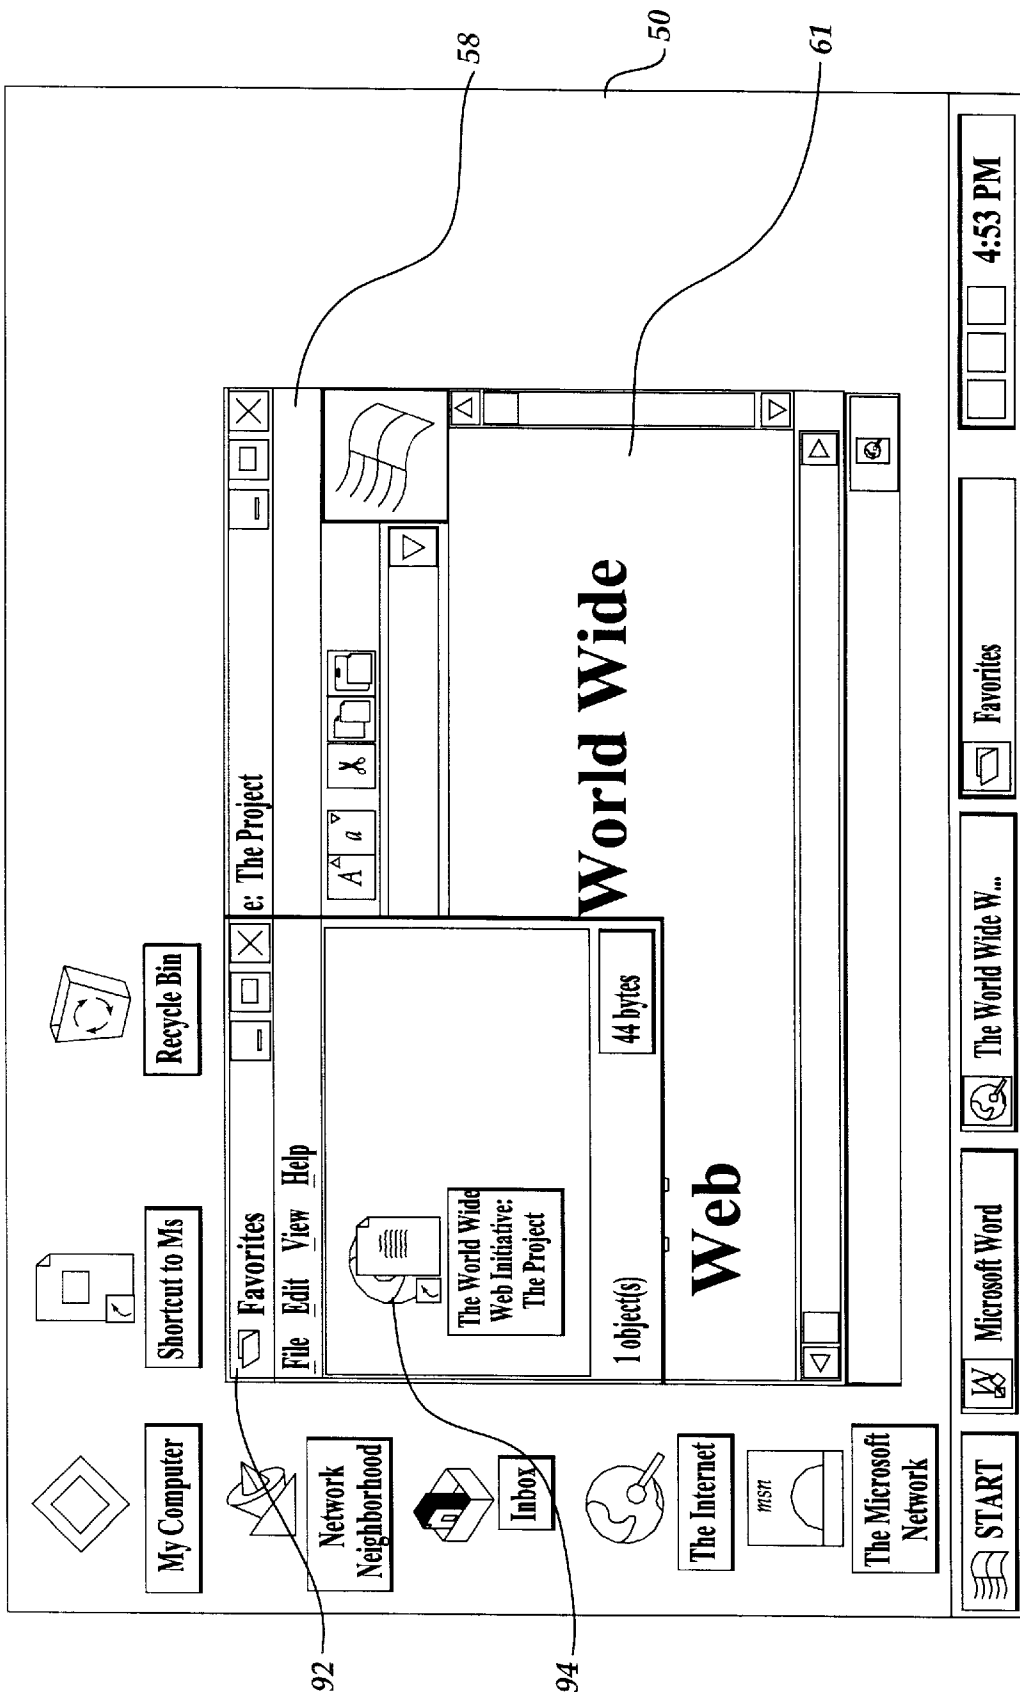 My Computer
Shortcut to Ms
Recycle Bin
Network
Neighborhood
Inbox
The Internet
msn
The Microsoft
Network
Favorites
File Edit View Help
The World Wide
Web Initiative:
The Project
1 object(s)
44 bytes
e: The Project
A a
World Wide
Web
START
Microsoft Word
The World Wide W...
Favorites
4:53 PM
92
94
58
50
61